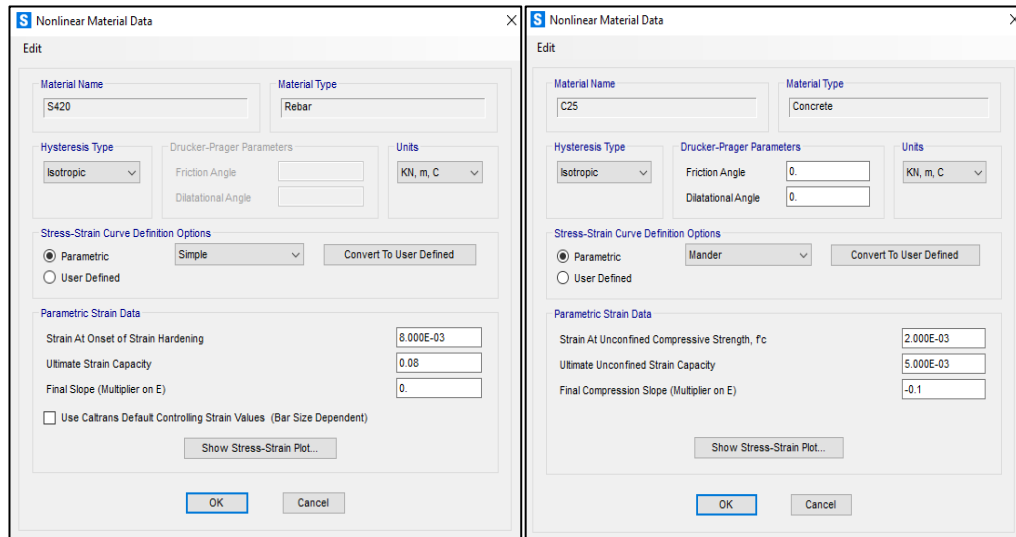 S Nonlinear Material Data
Edit
Material Name
Material Type
S420
Rebar
Hysteresis Type
Drucker-Prager Parameters
Units
Isotropic
Friction Angle
KN, m, C
Dilatational Angle
Stress-Strain Curve Definition Options
Parametric
Simple
Convert To User Defined
User Defined
Parametric Strain Data
Strain At Onset of Strain Hardening
8.000E-03
Ultimate Strain Capacity
0.08
Final Slope (Multiplier on E)
0.
Use Caltrans Default Controlling Strain Values (Bar Size Dependent)
Show Stress-Strain Plot...
OK
Cancel
S Nonlinear Material Data
Edit
Material Name
Material Type
C25
Concrete
Hysteresis Type
Drucker-Prager Parameters
Units
Isotropic
Friction Angle
0.
KN, m, C
Dilatational Angle
0.
Stress-Strain Curve Definition Options
Parametric
Mander
Convert To User Defined
User Defined
Parametric Strain Data
Strain At Unconfined Compressive Strength, f'c
2.000E-03
Ultimate Unconfined Strain Capacity
5.000E-03
Final Compression Slope (Multiplier on E)
-0.1
Show Stress-Strain Plot...
OK
Cancel